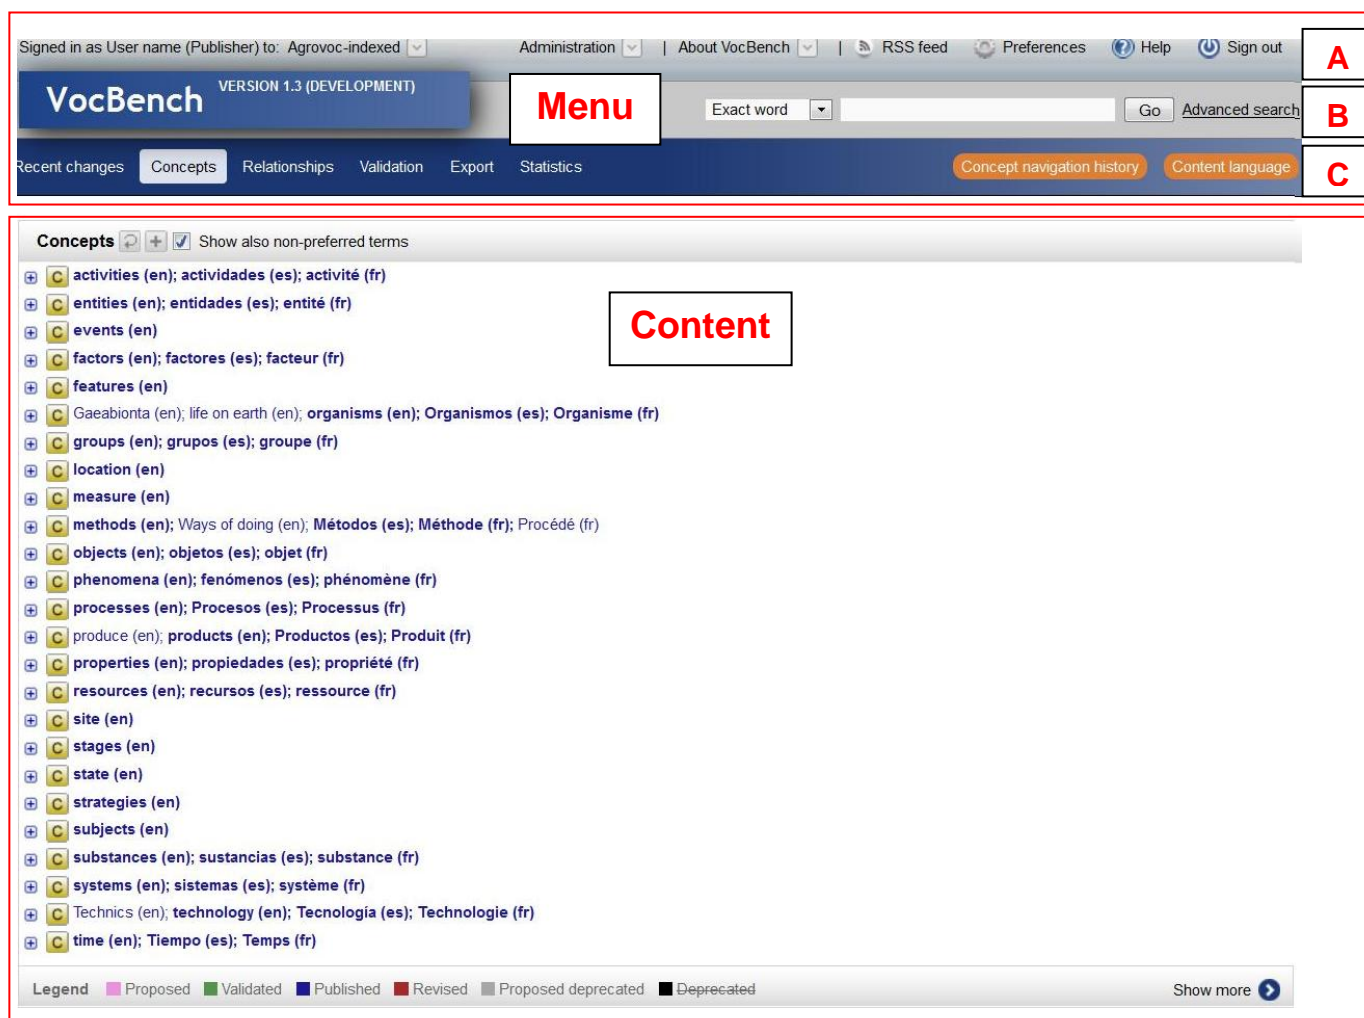 Signed in as User name (Publisher) to: Agrovoc-indexed Administration | About VocBench | RSS feed Preferences Help Sign out A
VocBench VERSION 1.3 (DEVELOPMENT) Menu Exact word Go Advanced search B
Recent changes Concepts Relationships Validation Export Statistics Concept navigation history Content language C
Concepts Show also non-preferred terms
C activities (en); actividades (es); activité (fr)
C entities (en); entidades (es); entité (fr)
Content
C events (en)
C factors (en); factores (es); facteur (fr)
C features (en)
C Gaeabionta (en); life on earth (en); organisms (en); Organismos (es); Organisme (fr)
C groups (en); grupos (es); groupe (fr)
C location (en)
C measure (en)
C methods (en); Ways of doing (en); Métodos (es); Méthode (fr); Procédé (fr)
C objects (en); objetos (es); objet (fr)
C phenomena (en); fenómenos (es); phénomène (fr)
C processes (en); Procesos (es); Processus (fr)
C produce (en); products (en); Productos (es); Produit (fr)
C properties (en); propiedades (es); propriété (fr)
C resources (en); recursos (es); ressource (fr)
C site (en)
C stages (en)
C state (en)
C strategies (en)
C subjects (en)
C substances (en); sustancias (es); substance (fr)
C systems (en); sistemas (es); système (fr)
C Technics (en); technology (en); Tecnología (es); Technologie (fr)
C time (en); Tiempo (es); Temps (fr)
Legend Proposed Validated Published Revised Proposed deprecated Deprecated Show more